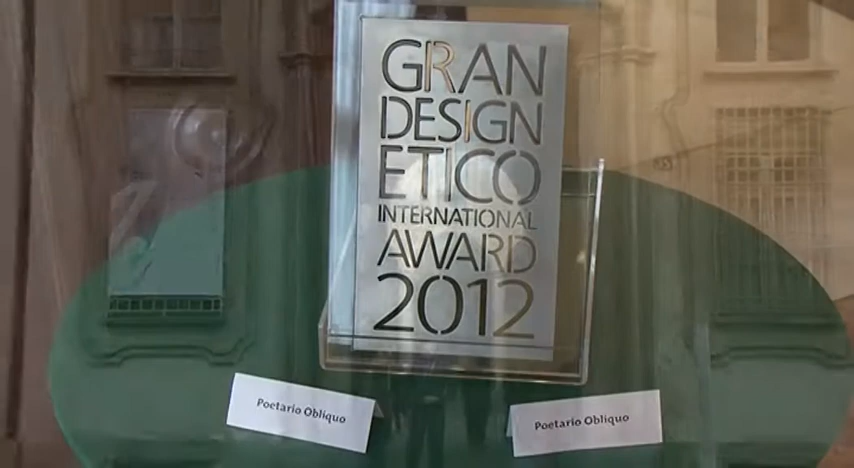 GRAN
DESIGN
ETICO
INTERNATIONAL
AWARD
2012
Poetario Obliquo
Poetario Obliquo